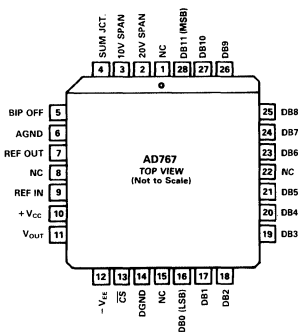 SUM JCT.
10V SPAN
20V SPAN
NC
DB11 (MSB)
DB10
DB9
4 3 2 1 28 27 26
BIP OFF 5
AGND 6
REF OUT 7
NC 8
REF IN 9
+VCC 10
VOUT 11
AD767
TOP VIEW
(Not to Scale)
25 DB8
24 DB7
23 DB6
22 NC
21 DB5
20 DB4
19 DB3
12 13 14 15 16 17 18
-VEE
CS
DGND
NC
DB0 (LSB)
DB1
DB2